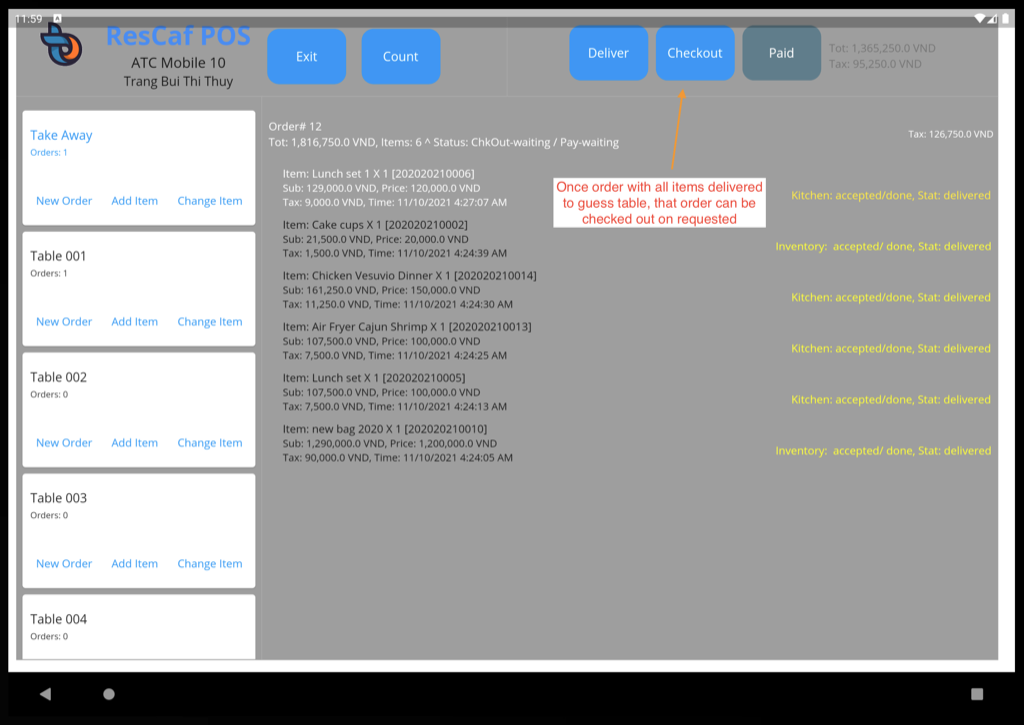 11:59
ResCaf POS
ATC Mobile 10
Trang Bui Thi Thuy
Exit
Count
Deliver
Checkout
Paid
Tot: 1,365,250.0 VND
Tax: 95,250.0 VND
Take Away
Orders: 1
New Order
Add Item
Change Item
Table 001
Orders: 1
New Order
Add Item
Change Item
Table 002
Orders: 0
New Order
Add Item
Change Item
Table 003
Orders: 0
New Order
Add Item
Change Item
Table 004
Orders: 0
Order# 12
Tot: 1,816,750.0 VND, Items: 6 ^ Status: ChkOut-waiting / Pay-waiting
Tax: 126,750.0 VND
Once order with all items delivered
to guess table, that order can be
checked out on requested
Item: Lunch set 1 X 1 [202020210006]
Sub: 129,000.0 VND, Price: 120,000.0 VND
Tax: 9,000.0 VND, Time: 11/10/2021 4:27:07 AM
Kitchen: accepted/done, Stat: delivered
Item: Cake cups X 1 [202020210002]
Sub: 21,500.0 VND, Price: 20,000.0 VND
Tax: 1,500.0 VND, Time: 11/10/2021 4:24:39 AM
Inventory: accepted/ done, Stat: delivered
Item: Chicken Vesuvio Dinner X 1 [202020210014]
Sub: 161,250.0 VND, Price: 150,000.0 VND
Tax: 11,250.0 VND, Time: 11/10/2021 4:24:30 AM
Kitchen: accepted/done, Stat: delivered
Item: Air Fryer Cajun Shrimp X 1 [202020210013]
Sub: 107,500.0 VND, Price: 100,000.0 VND
Tax: 7,500.0 VND, Time: 11/10/2021 4:24:25 AM
Kitchen: accepted/done, Stat: delivered
Item: Lunch set X 1 [202020210005]
Sub: 107,500.0 VND, Price: 100,000.0 VND
Tax: 7,500.0 VND, Time: 11/10/2021 4:24:13 AM
Kitchen: accepted/done, Stat: delivered
Item: new bag 2020 X 1 [202020210010]
Sub: 1,290,000.0 VND, Price: 1,200,000.0 VND
Tax: 90,000.0 VND, Time: 11/10/2021 4:24:05 AM
Inventory: accepted/ done, Stat: delivered